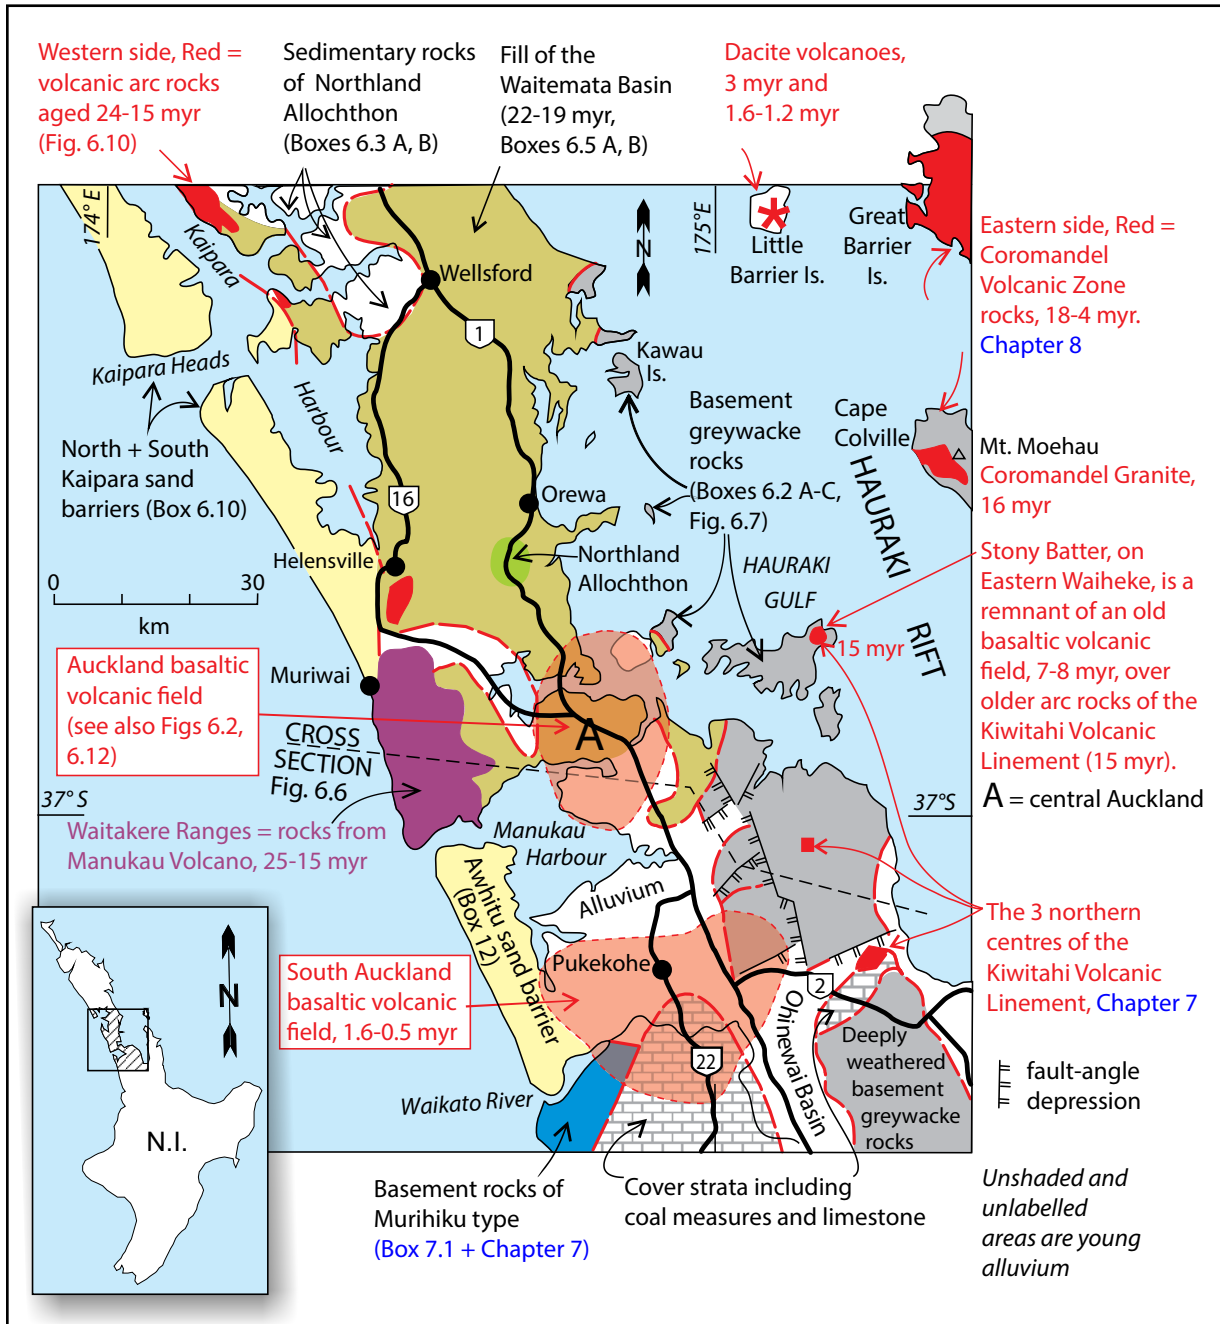 Western side, Red =
volcanic arc rocks
aged 24-15 myr
(Fig. 6.10)
Sedimentary rocks
of Northland
Allochthon
(Boxes 6.3 A, B)
Fill of the
Waitemata Basin
(22-19 myr,
Boxes 6.5 A, B)
Dacite volcanoes,
3 myr and
1.6-1.2 myr
174° E
175°E
N
Kaipara
Harbour
Wellsford
Little
Barrier Is.
Great
Barrier
Is.
Eastern side, Red =
Coromandel
Volcanic Zone
rocks, 18-4 myr.
Chapter 8
1
Kaipara Heads
Kawau
Is.
North + South
Kaipara sand
barriers (Box 6.10)
Basement
greywacke
rocks
(Boxes 6.2 A-C,
Fig. 6.7)
Cape
Colville
Mt. Moehau
Coromandel Granite,
16 myr
HAURAKI
RIFT
16
Orewa
Helensville
Northland
Allochthon
HAURAKI
GULF
0
30
km
Stony Batter, on
Eastern Waiheke, is a
remnant of an old
basaltic volcanic
field, 7-8 myr, over
older arc rocks of the
Kiwitahi Volcanic
Linement (15 myr).
15 myr
Auckland basaltic
volcanic field
(see also Figs 6.2,
6.12)
Muriwai
CROSS
SECTION
Fig. 6.6
A
A = central Auckland
37° S
37°S
Waitakere Ranges = rocks from
Manukau Volcano, 25-15 myr
Manukau
Harbour
Awhitu sand barrier
(Box 12)
Alluvium
South Auckland
basaltic volcanic
field, 1.6-0.5 myr
Pukekohe
2
The 3 northern
centres of the
Kiwitahi Volcanic
Linement, Chapter 7
Ohinewai Basin
22
Deeply
weathered
basement
greywacke
rocks
fault-angle
depression
Waikato River
N
N.I.
Basement rocks of
Murihiku type
(Box 7.1 + Chapter 7)
Cover strata including
coal measures and limestone
Unshaded and
unlabelled
areas are young
alluvium